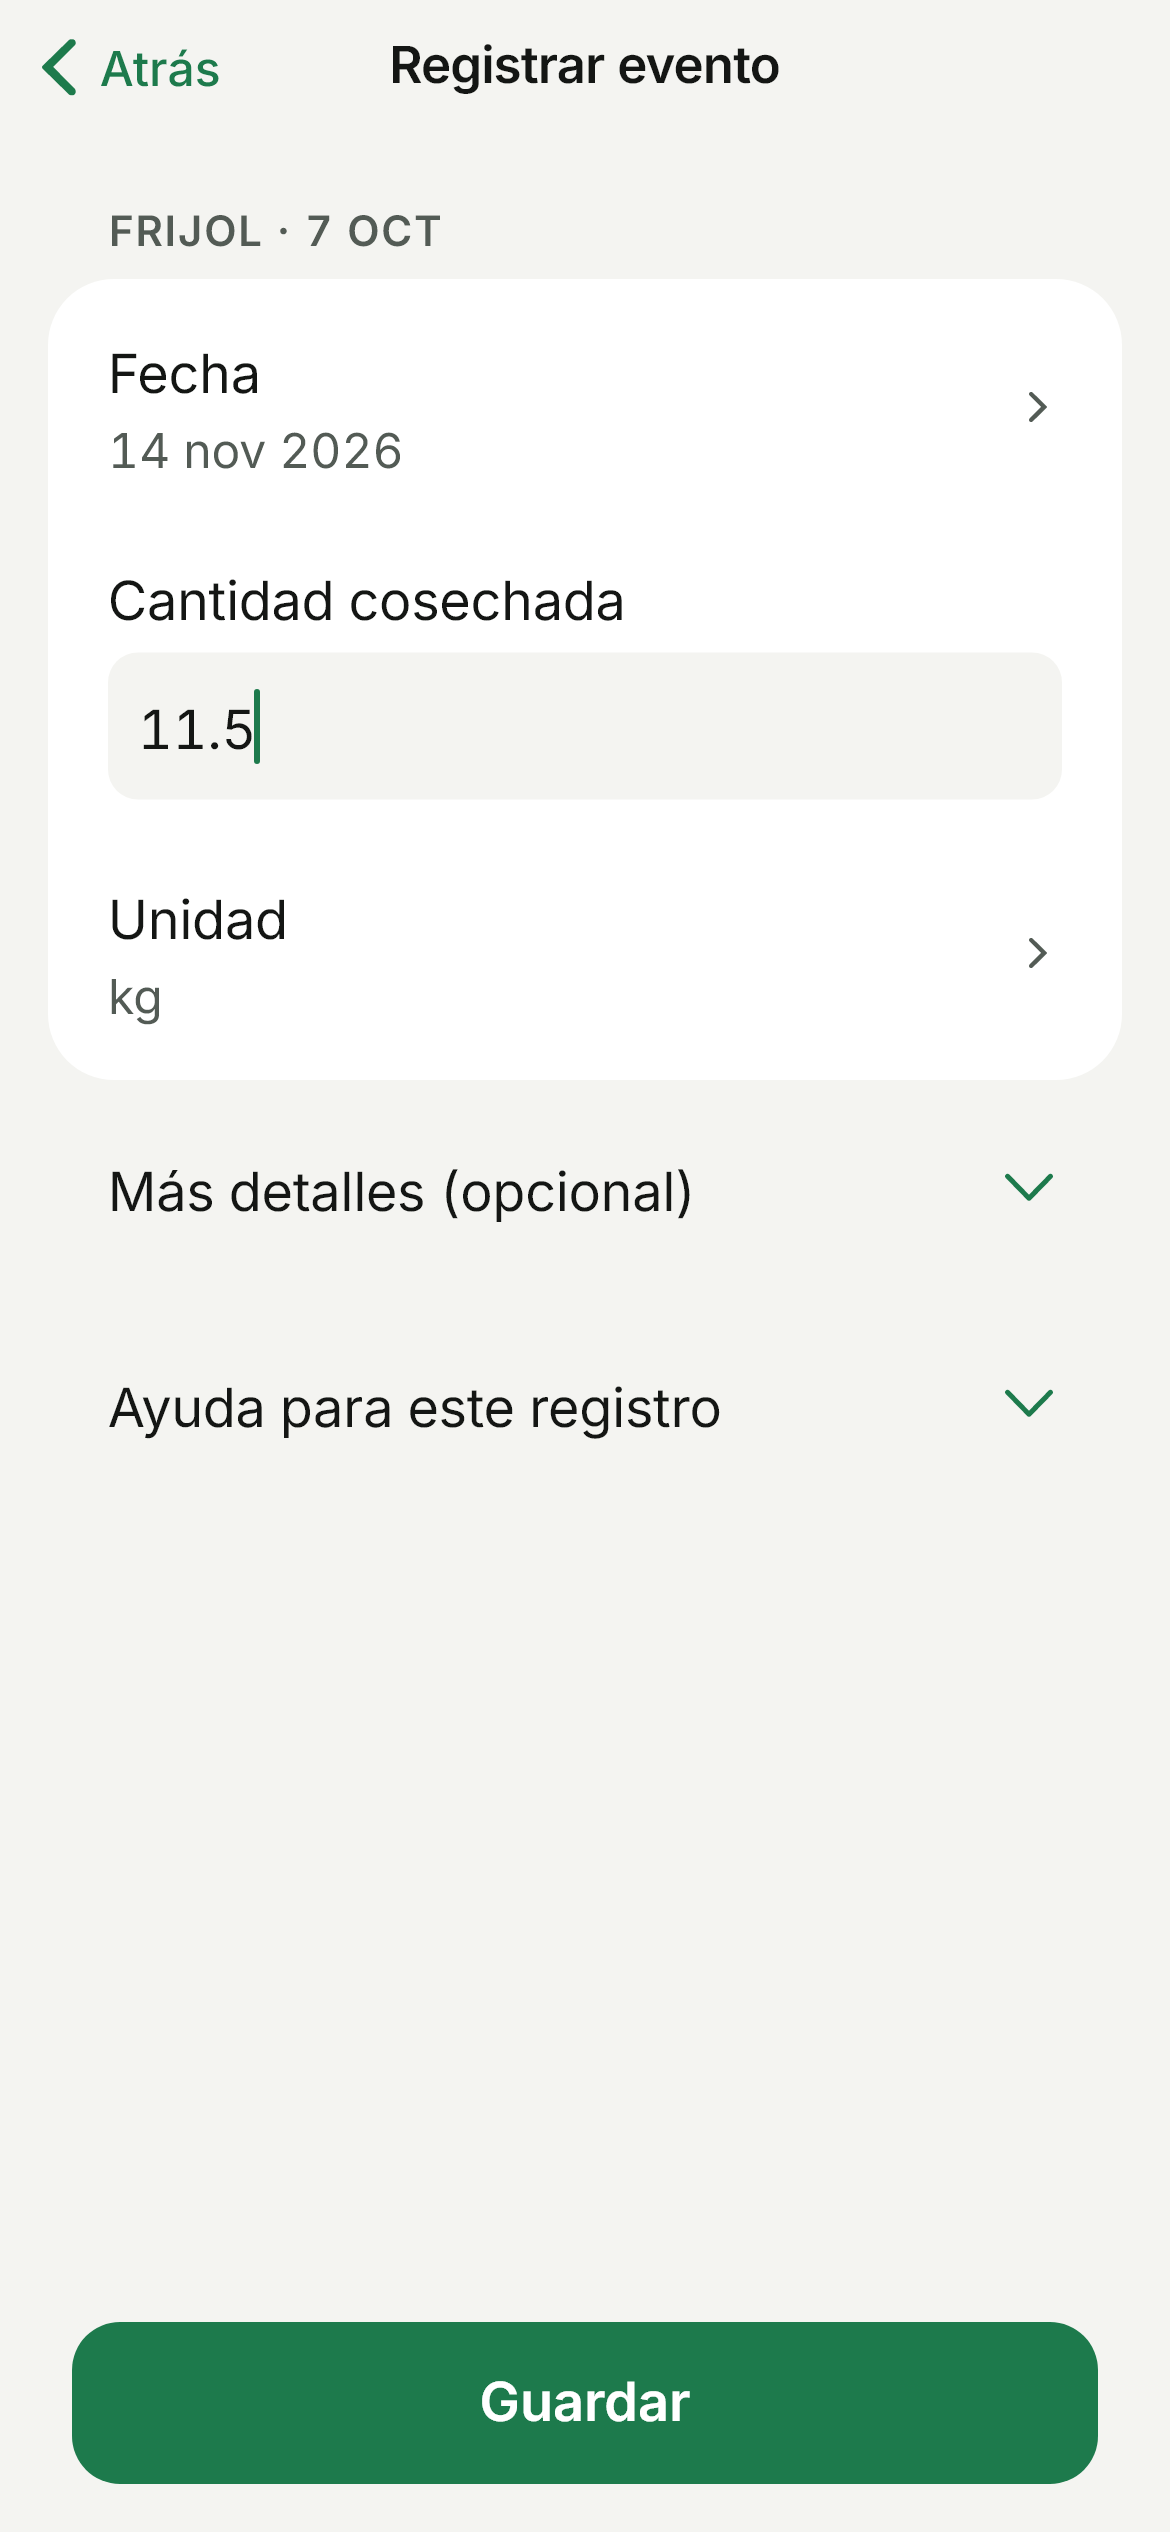 Atrás
Registrar evento
FRIJOL · 7 OCT
Fecha
14 nov 2026
Cantidad cosechada
11.5
Unidad
kg
Más detalles (opcional)
Ayuda para este registro
Guardar